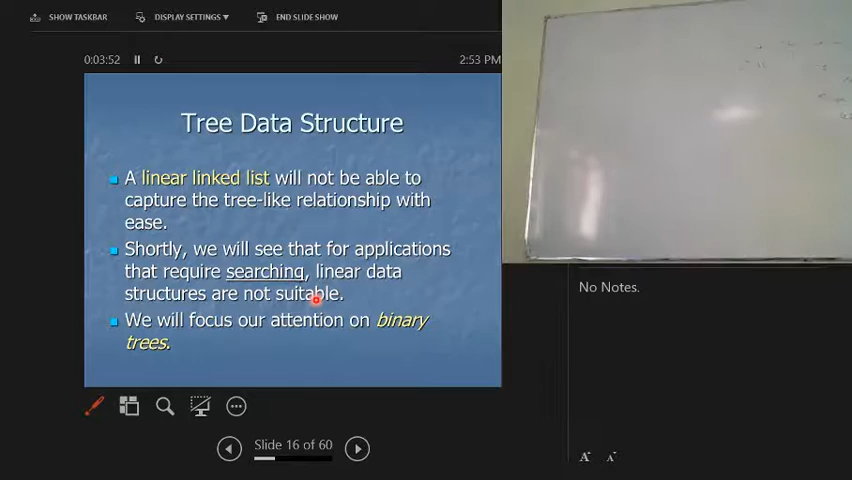 SHOW TASKBAR
DISPLAY SETTINGS ▾
END SLIDE SHOW
0:03:52
2:53 PM
Tree Data Structure
A linear linked list will not be able to
capture the tree-like relationship with
ease.
Shortly, we will see that for applications
that require searching, linear data
structures are not suitable.
We will focus our attention on binary
trees.
No Notes.
Slide 16 of 60
A A